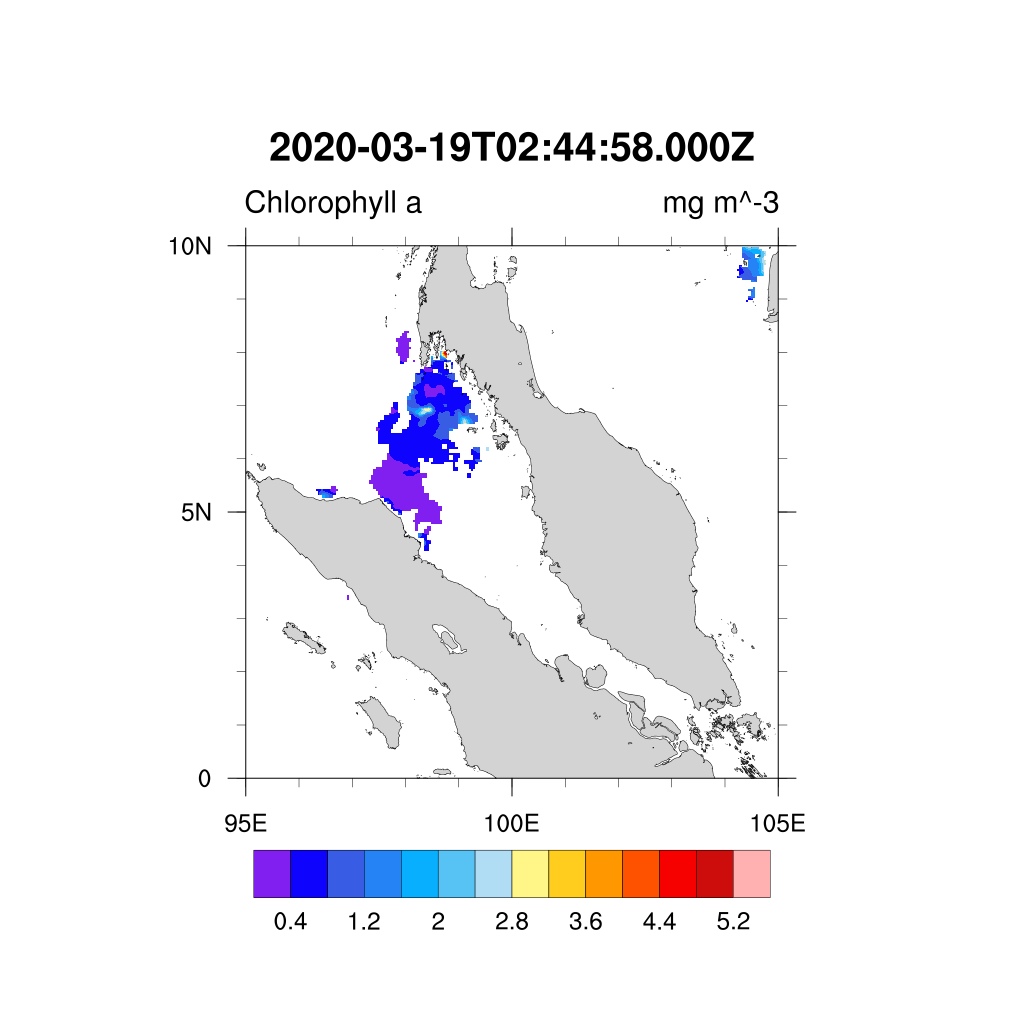 2020-03-19T02:44:58.000Z
Chlorophyll a mg m^-3
10N
5N
0
95E 100E 105E
0.4 1.2 2 2.8 3.6 4.4 5.2